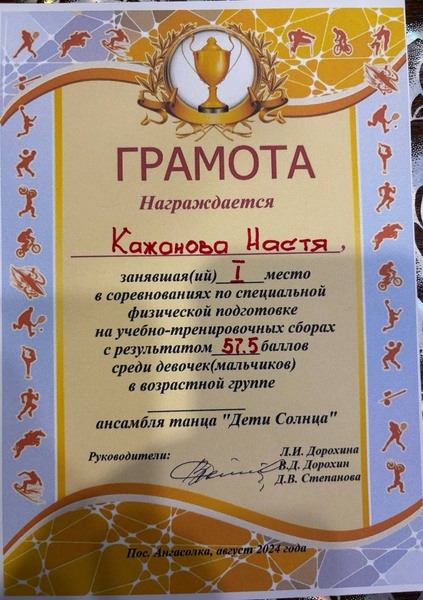 ГРАМОТА
Награждается
Кажанова Настя,
занявшая(ий) I место
в соревнованиях по специальной
физической подготовке
на учебно-тренировочных сборах
с результатом 57.5 баллов
среди девочек(мальчиков)
в возрастной группе
ансамбля танца "Дети Солнца"
Руководители:
Л.И. Дорохина
В.Д. Дорохин
Д.В. Степанова
Пос. Ангасолка, август 2024 года